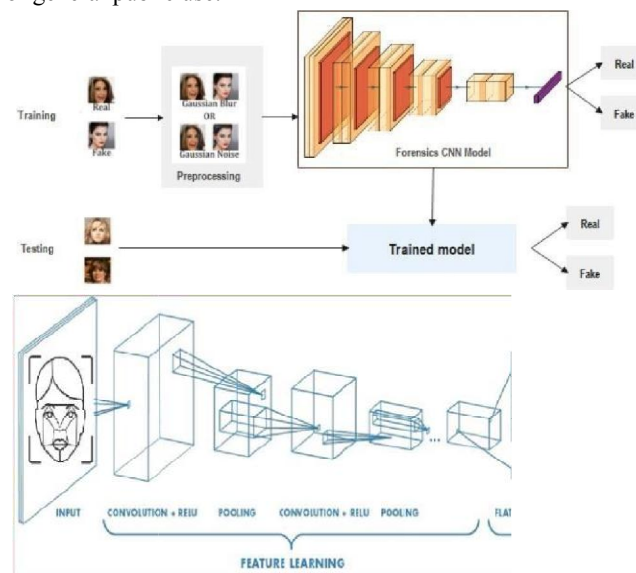 Real
Training
Real
Fake
Gaussian Blur
OR
Gaussian Noise
Preprocessing
Forensics CNN Model
Fake
Testing
Trained model
Real
Fake
INPUT
CONVOLUTION + RELU
POOLING
CONVOLUTION + RELU
POOLING
...
FLAT
FEATURE LEARNING